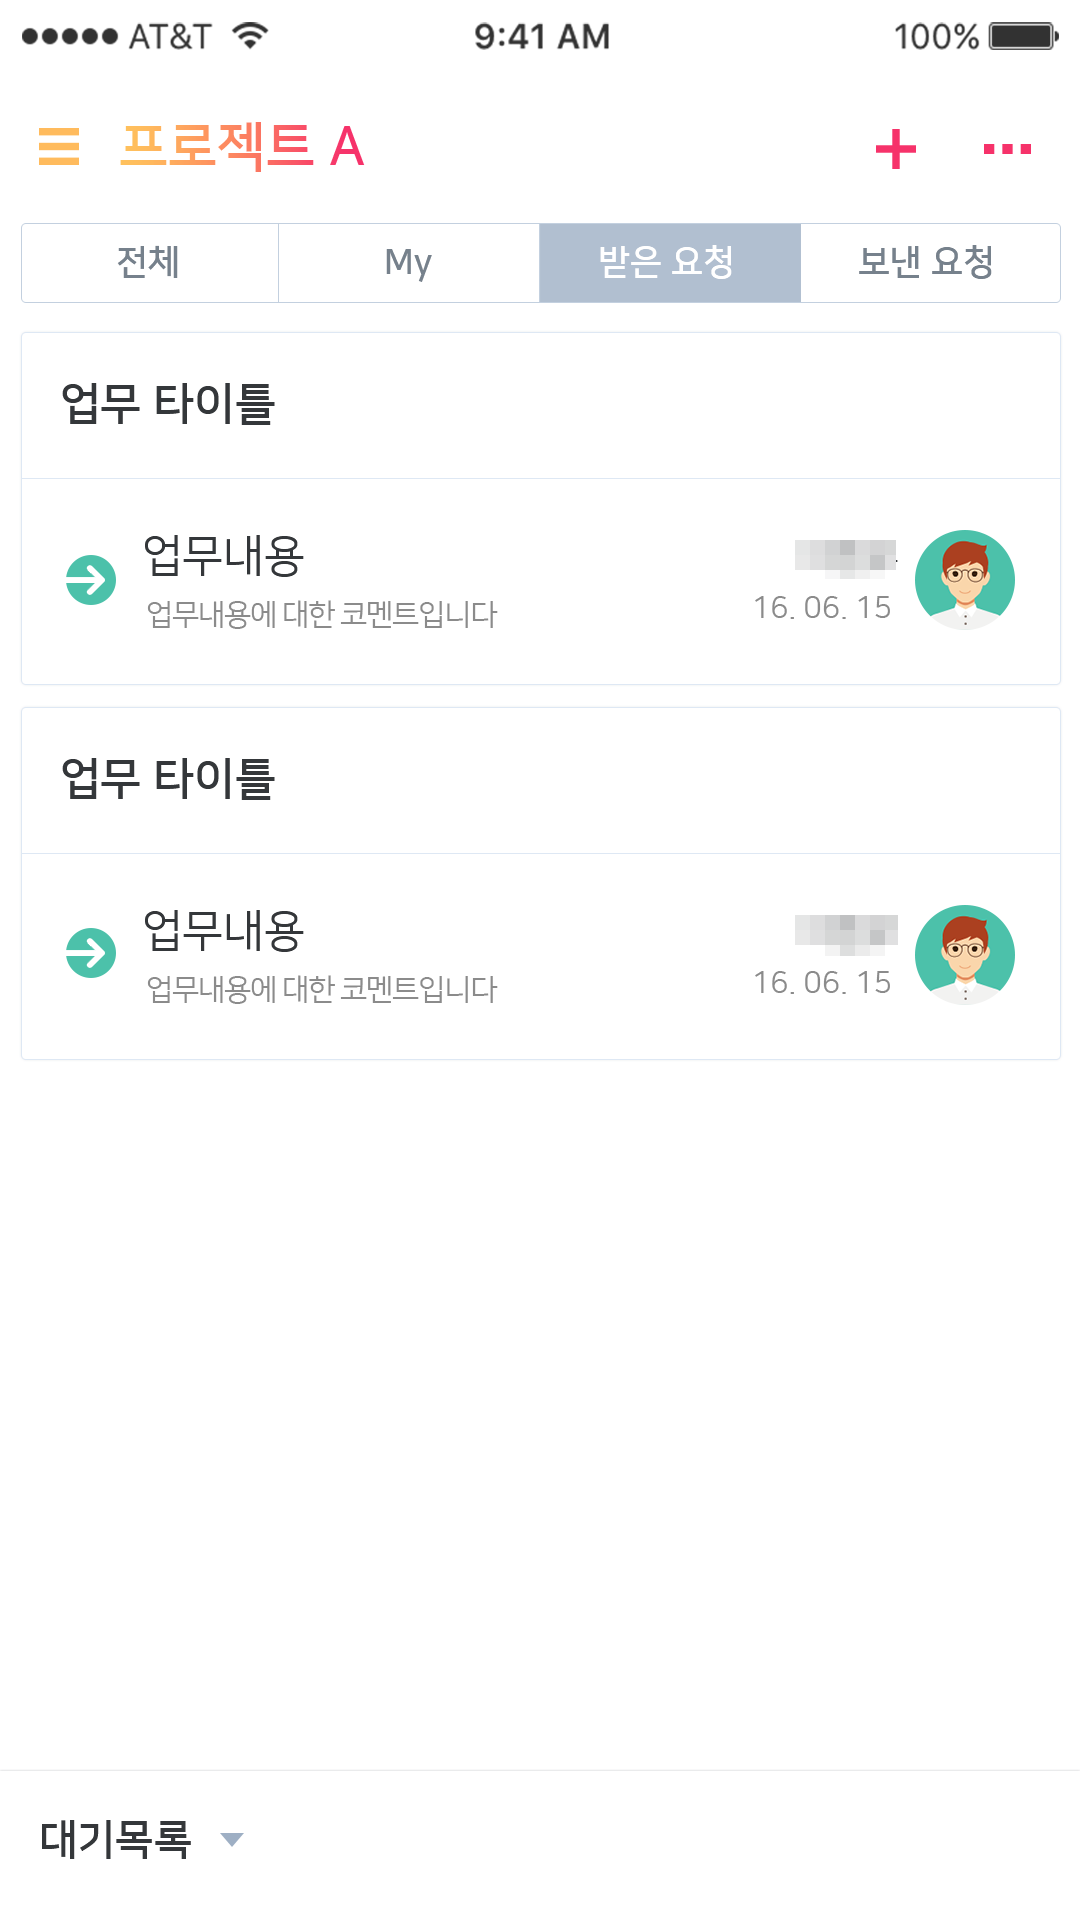 AT&T 9:41 AM 100%
프로젝트 A
전체 My 받은 요청 보낸 요청
업무 타이틀
업무내용
업무내용에 대한 코멘트입니다
16. 06. 15
업무 타이틀
업무내용
업무내용에 대한 코멘트입니다
16. 06. 15
대기목록